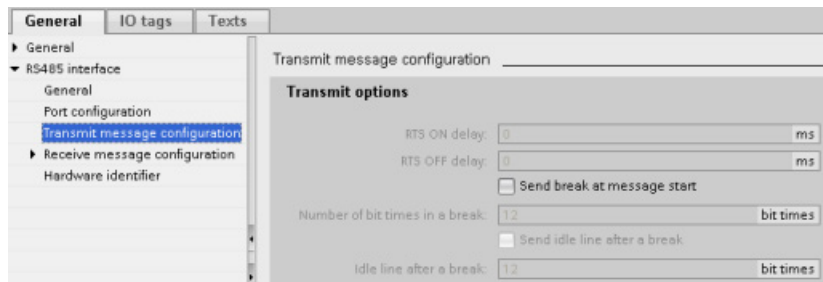 General IO tags Texts
General
RS485 interface
General
Port configuration
Transmit message configuration
Receive message configuration
Hardware identifier
Transmit message configuration
Transmit options
RTS ON delay: 0 ms
RTS OFF delay: 0 ms
Send break at message start
Number of bit times in a break: 12 bit times
Send idle line after a break
Idle line after a break: 12 bit times